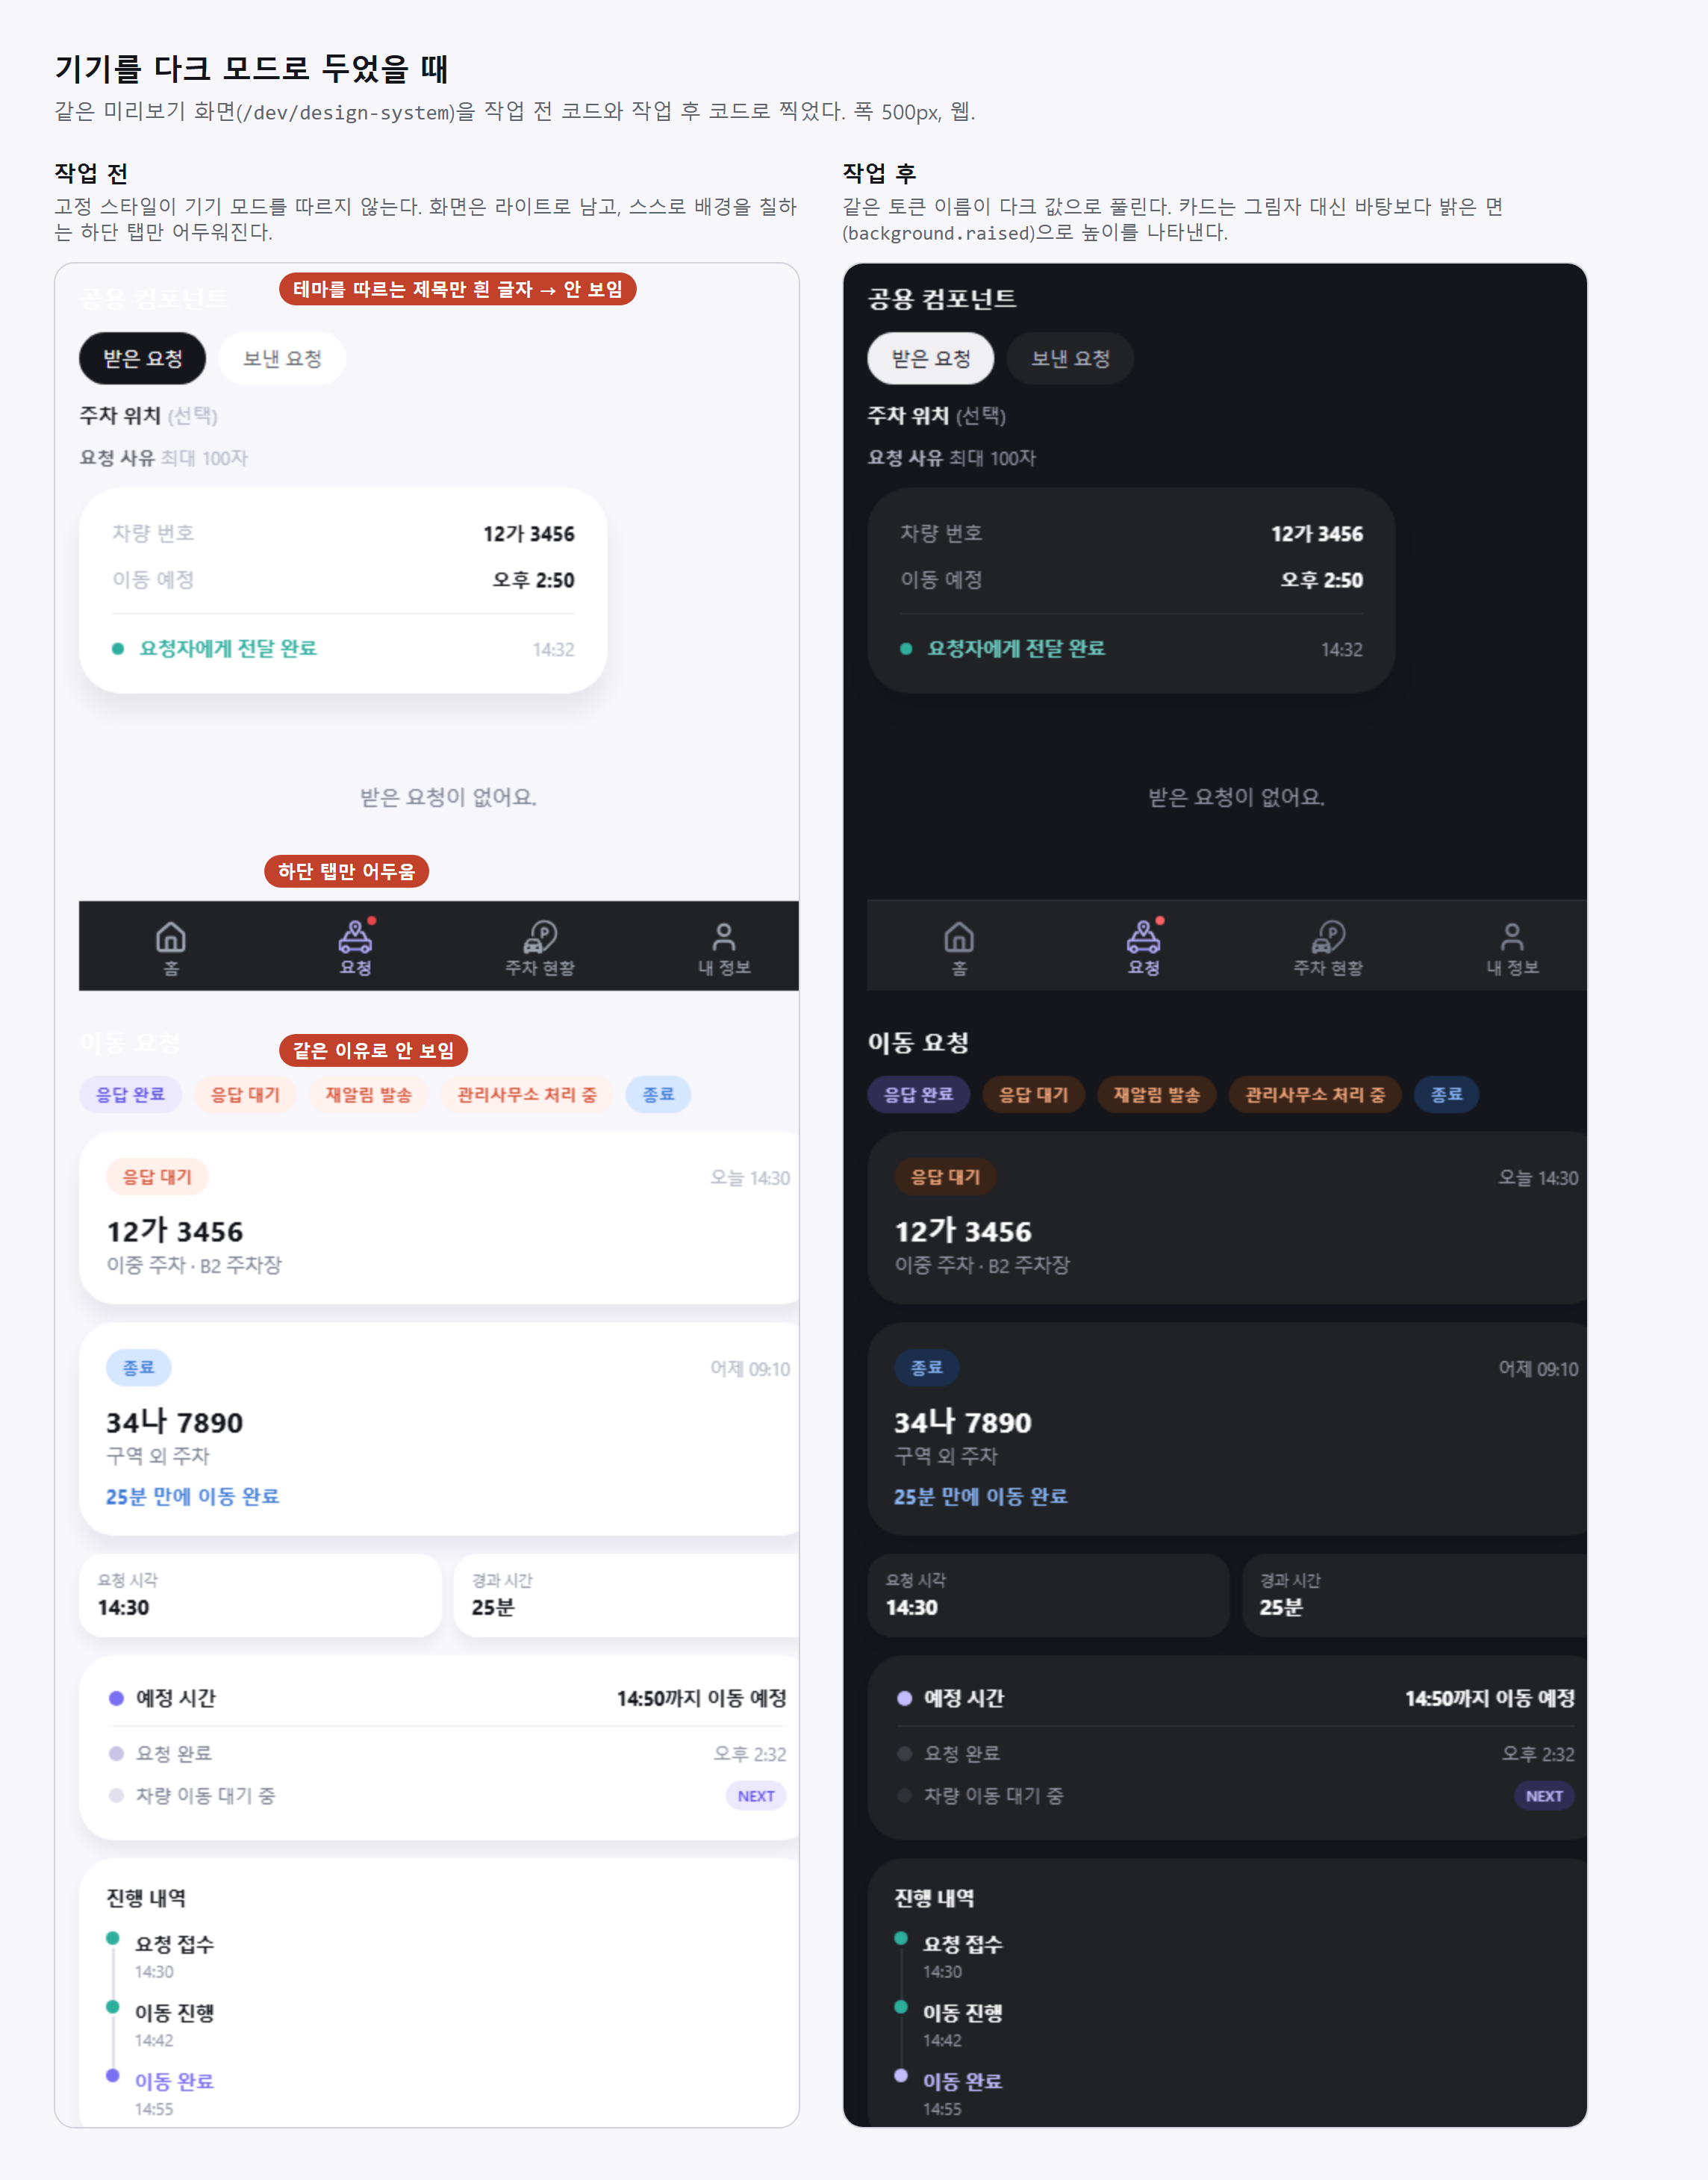 기기를 다크 모드로 두었을 때
같은 미리보기 화면(/dev/design-system)을 작업 전 코드와 작업 후 코드로 찍었다. 폭 500px, 웹.
작업 전
고정 스타일이 기기 모드를 따르지 않는다. 화면은 라이트로 남고, 스스로 배경을 칠하
는 하단 탭만 어두워진다.
공용 컴포넌트
테마를 따르는 제목만 흰 글자 → 안 보임
받은 요청
보낸 요청
주차 위치 (선택)
요청 사유 최대 100자
차량 번호
12가 3456
이동 예정
오후 2:50
요청자에게 전달 완료
14:32
받은 요청이 없어요.
하단 탭만 어두움
홈
요청
주차 현황
내 정보
이동 요청
같은 이유로 안 보임
응답 완료
응답 대기
재알림 발송
관리사무소 처리 중
종료
응답 대기
오늘 14:30
12가 3456
이중 주차 · B2 주차장
종료
어제 09:10
34나 7890
구역 외 주차
25분 만에 이동 완료
요청 시각
14:30
경과 시간
25분
예정 시간
14:50까지 이동 예정
요청 완료
오후 2:32
차량 이동 대기 중
NEXT
진행 내역
요청 접수
14:30
이동 진행
14:42
이동 완료
14:55
작업 후
같은 토큰 이름이 다크 값으로 풀린다. 카드는 그림자 대신 바탕보다 밝은 면
(background.raised)으로 높이를 나타낸다.
공용 컴포넌트
받은 요청
보낸 요청
주차 위치 (선택)
요청 사유 최대 100자
차량 번호
12가 3456
이동 예정
오후 2:50
요청자에게 전달 완료
14:32
받은 요청이 없어요.
홈
요청
주차 현황
내 정보
이동 요청
응답 완료
응답 대기
재알림 발송
관리사무소 처리 중
종료
응답 대기
오늘 14:30
12가 3456
이중 주차 · B2 주차장
종료
어제 09:10
34나 7890
구역 외 주차
25분 만에 이동 완료
요청 시각
14:30
경과 시간
25분
예정 시간
14:50까지 이동 예정
요청 완료
오후 2:32
차량 이동 대기 중
NEXT
진행 내역
요청 접수
14:30
이동 진행
14:42
이동 완료
14:55